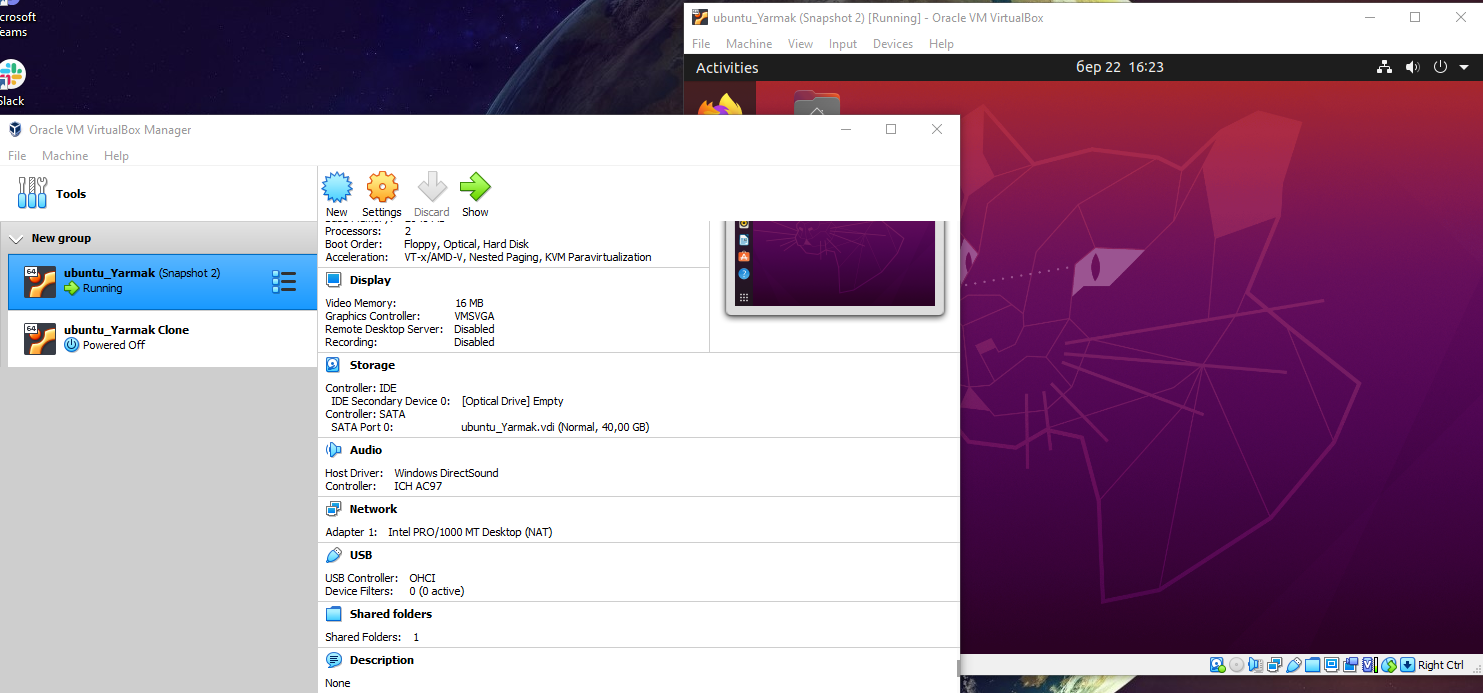 crosoft
eams
Slack
ubuntu_Yarmak (Snapshot 2) [Running] - Oracle VM VirtualBox
File Machine View Input Devices Help
Activities
бер 22 16:23
Oracle VM VirtualBox Manager
File Machine Help
Tools
New Settings Discard Show
New group
ubuntu_Yarmak (Snapshot 2)
Running
ubuntu_Yarmak Clone
Powered Off
64
64
Processors: 2
Boot Order: Floppy, Optical, Hard Disk
Acceleration: VT-x/AMD-V, Nested Paging, KVM Paravirtualization
Display
Video Memory: 16 MB
Graphics Controller: VMSVGA
Remote Desktop Server: Disabled
Recording: Disabled
Storage
Controller: IDE
IDE Secondary Device 0: [Optical Drive] Empty
Controller: SATA
SATA Port 0: ubuntu_Yarmak.vdi (Normal, 40,00 GB)
Audio
Host Driver: Windows DirectSound
Controller: ICH AC97
Network
Adapter 1: Intel PRO/1000 MT Desktop (NAT)
USB
USB Controller: OHCI
Device Filters: 0 (0 active)
Shared folders
Shared Folders: 1
Description
None
Right Ctrl